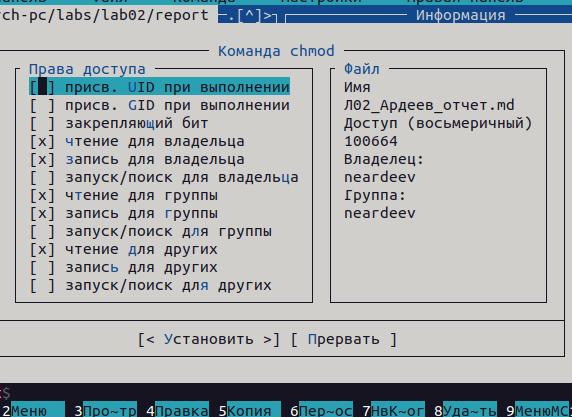 ch-pc/labs/lab02/report .[^]> Информация
Команда chmod
Права доступа
[ ] присв. UID при выполнении
[ ] присв. GID при выполнении
[ ] закрепляющий бит
[x] чтение для владельца
[x] запись для владельца
[ ] запуск/поиск для владельца
[x] чтение для группы
[x] запись для группы
[ ] запуск/поиск для группы
[x] чтение для других
[ ] запись для других
[ ] запуск/поиск для других
Файл
Имя
Л02_Ардеев_отчет.md
Доступ (восьмеричный)
100664
Владелец:
neardeev
Группа:
neardeev
[< Установить >] [ Прервать ]
$
2Меню 3Про~тр 4Правка 5Копия 6Пер~ос 7НвК~ог 8Уда~ть 9МенюMC